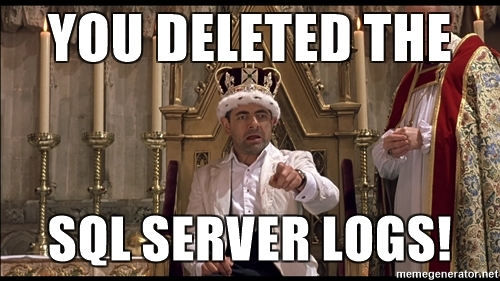 YOU DELETED THE
SQL SERVER LOGS!
memegenerator.net